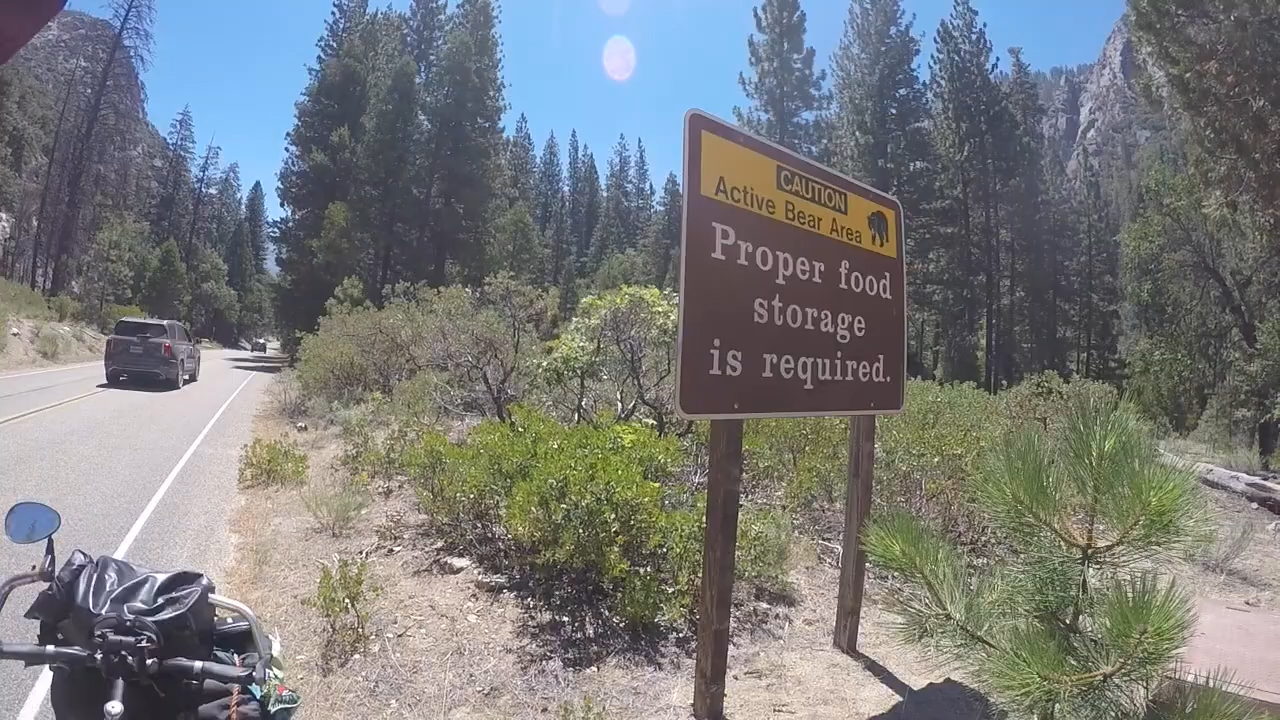 CAUTION
Active Bear Area
Proper food
storage
is required.